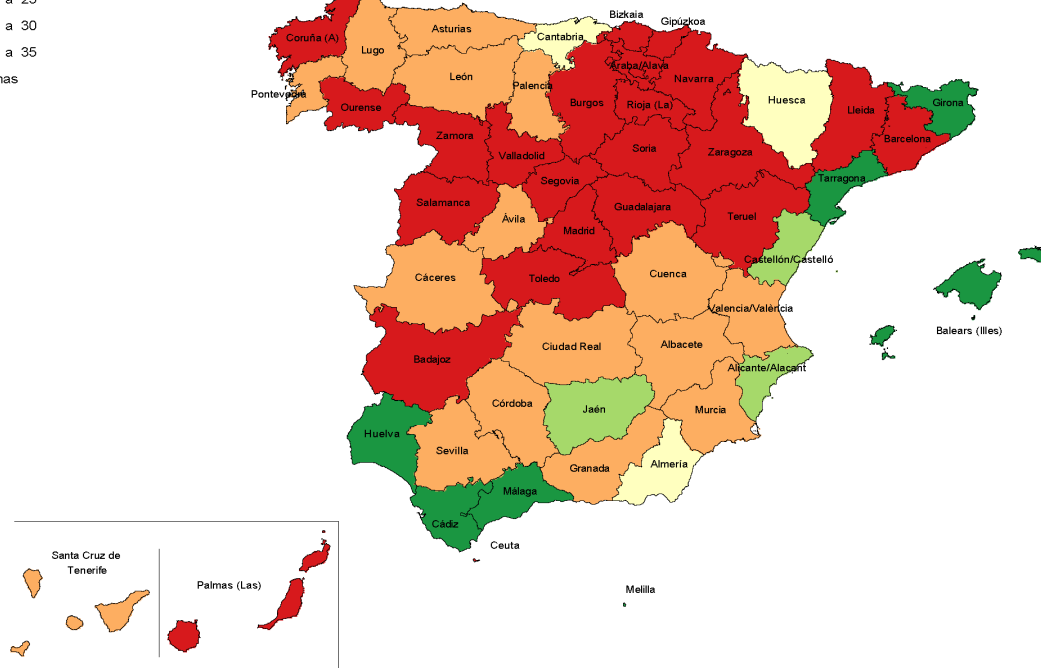 a 25
a 30
a 35
Bizkaia
Gipúzkoa
Coruña (A)
Lugo
Asturias
Cantabria
Araba/Álava
Navarra
León
Palencia
Burgos
Rioja (La)
Huesca
Lleida
Girona
Barcelona
Pontevedra
Ourense
Zamora
Valladolid
Soria
Zaragoza
Segovia
Tarragona
Salamanca
Ávila
Madrid
Guadalajara
Teruel
Castellón/Castelló
Cáceres
Toledo
Cuenca
Valencia/València
Balears (Illes)
Badajoz
Ciudad Real
Albacete
Alicante/Alacant
Córdoba
Jaén
Murcia
Huelva
Sevilla
Granada
Almería
Málaga
Cádiz
Ceuta
Melilla
Santa Cruz de
Tenerife
Palmas (Las)